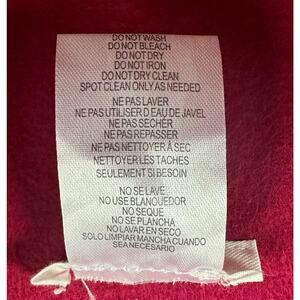 DO NOT WASH
DO NOT BLEACH
DO NOT DRY
DO NOT IRON
DO NOT DRY CLEAN
SPOT CLEAN ONLY AS NEEDED
NE PAS LAVER
NE PAS UTILISER D EAU DE JAVEL
NE PAS SECHER
NE PAS REPASSER
NE PAS NETTOYER À SEC
NETTOYER LES TACHES
SEULEMENT SI BESOIN
NO SE LAVE
NO USE BLANQUEDOR
NO SEQUE
NO SE PLANCHA
NO LAVAR EN SECO
SOLO LIMPIAR MANCHA CUANDO
SEA NECESARIO